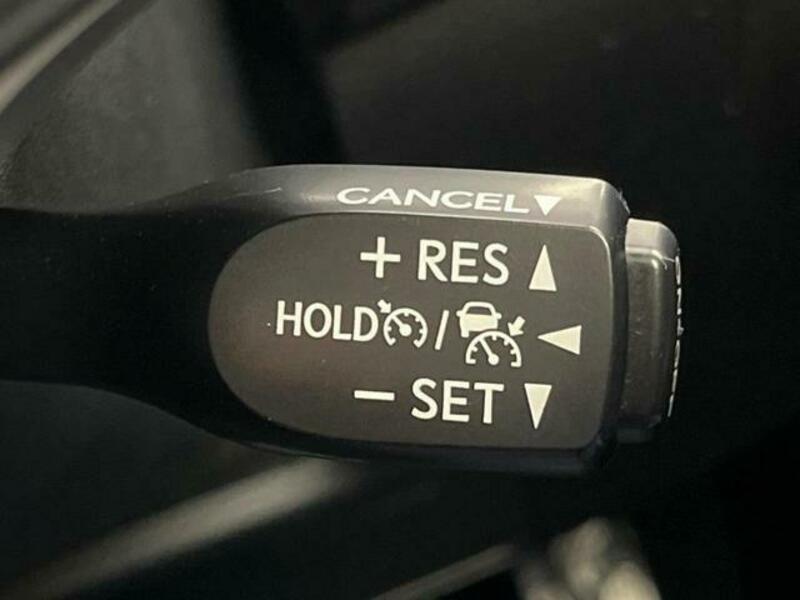 CANCEL
+ RES
HOLD /
− SET